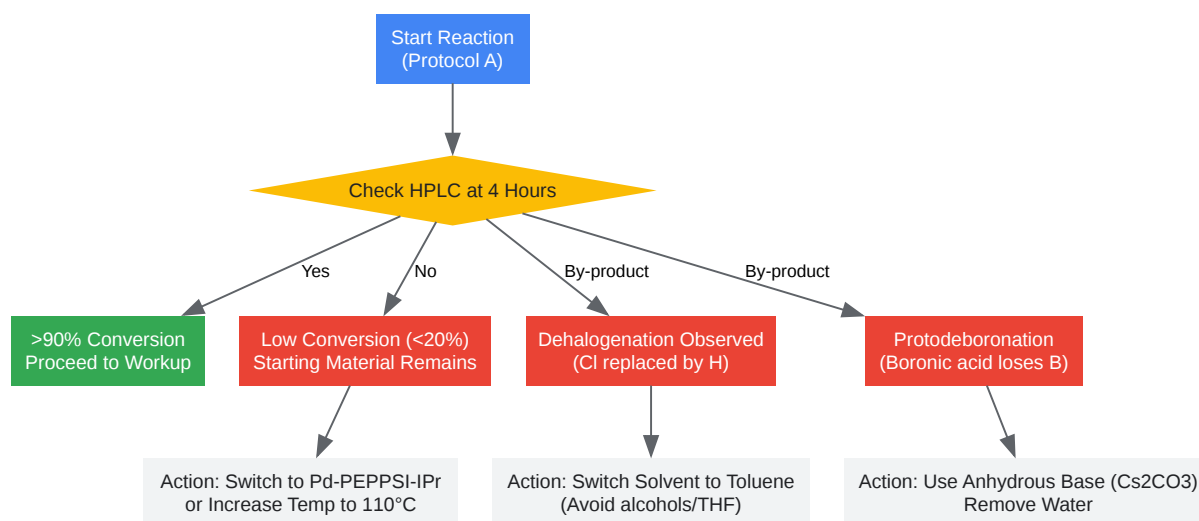 Start Reaction
(Protocol A)
Check HPLC at 4 Hours
Yes
No
By-product
By-product
>90% Conversion
Proceed to Workup
Low Conversion (<20%)
Starting Material Remains
Dehalogenation Observed
(Cl replaced by H)
Protodeboronation
(Boronic acid loses B)
Action: Switch to Pd-PEPPSI-IPr
or Increase Temp to 110°C
Action: Switch Solvent to Toluene
(Avoid alcohols/THF)
Action: Use Anhydrous Base (Cs2CO3)
Remove Water